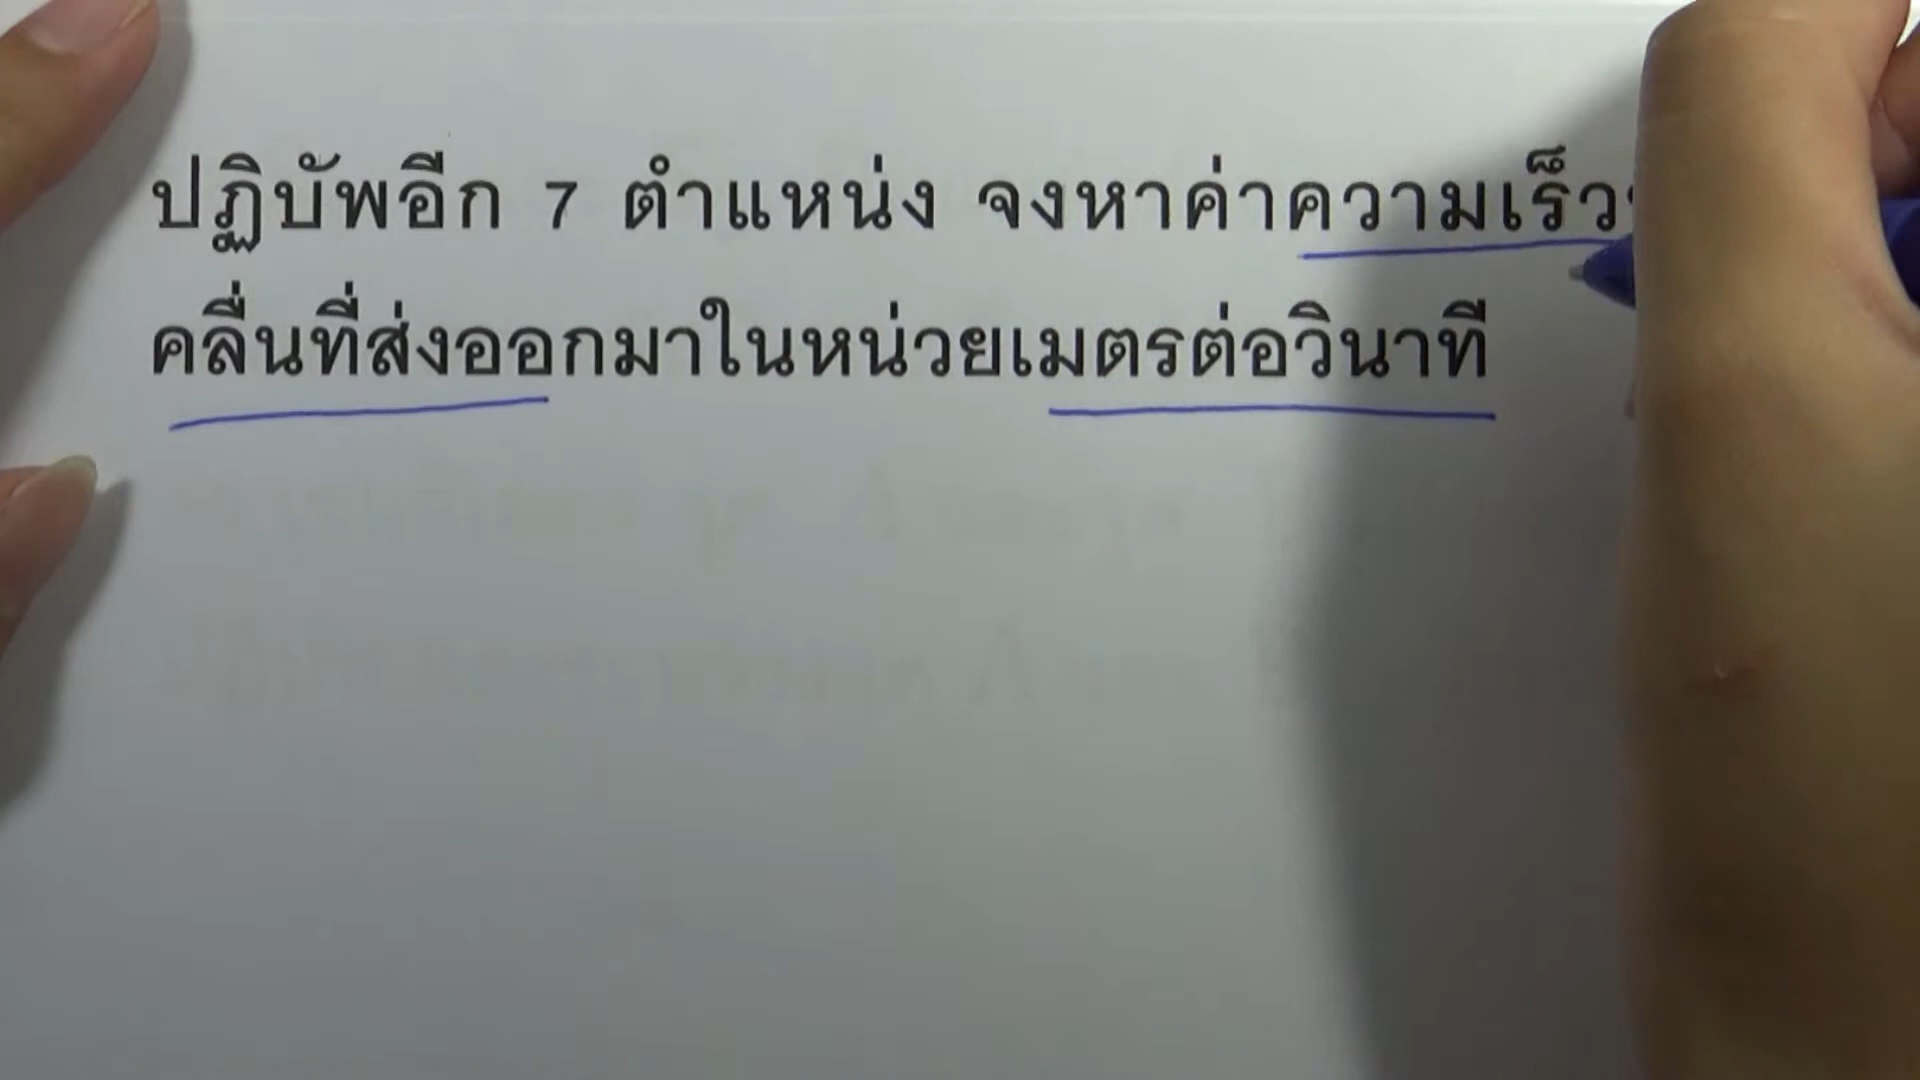 ปฏิบัพอีก 7 ตำแหน่ง จงหาค่าความเร็ว
คลื่นที่ส่งออกมาในหน่วยเมตรต่อวินาที